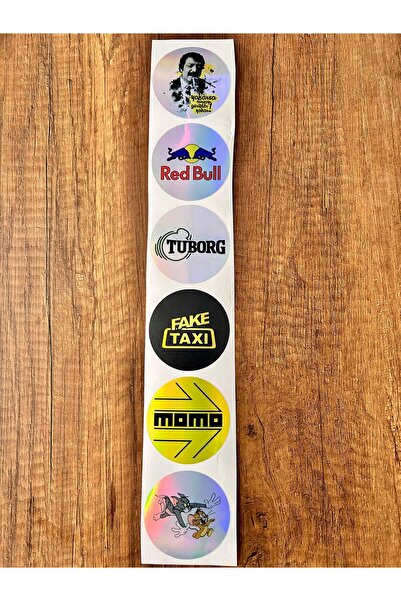 Red Bull
TUBORG
FAKE
TAXI
momo